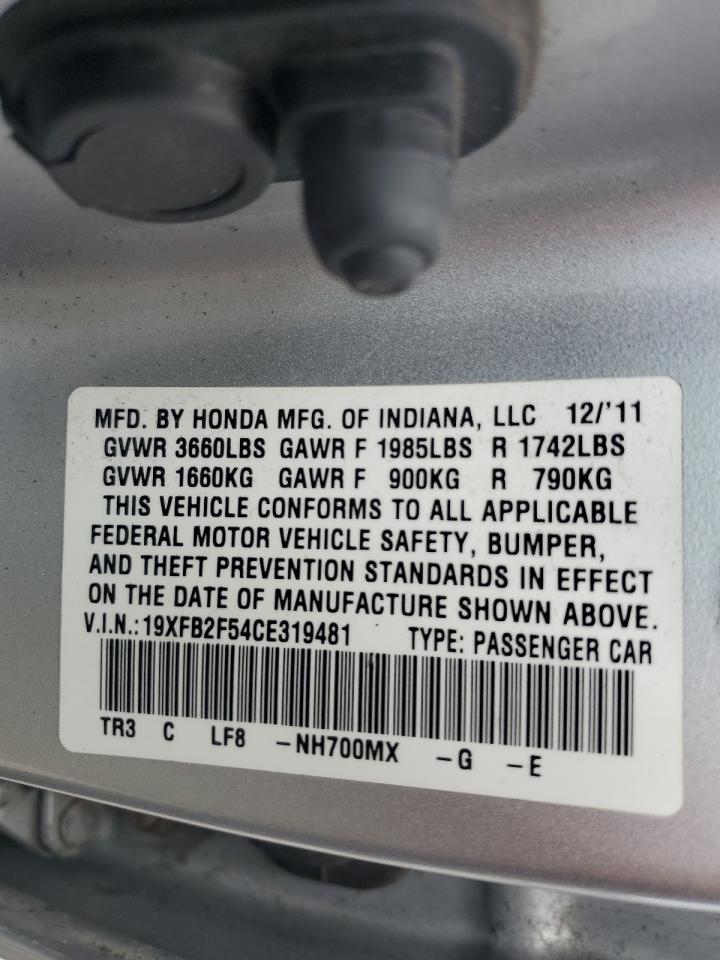 MFD. BY HONDA MFG. OF INDIANA, LLC 12/'11
GVWR 3660LBS GAWR F 1985LBS R 1742LBS
GVWR 1660KG GAWR F 900KG R 790KG
THIS VEHICLE CONFORMS TO ALL APPLICABLE
FEDERAL MOTOR VEHICLE SAFETY, BUMPER,
AND THEFT PREVENTION STANDARDS IN EFFECT
ON THE DATE OF MANUFACTURE SHOWN ABOVE.
V.I.N.: 19XFB2F54CE319481 TYPE: PASSENGER CAR
TR3 C LF8 -NH700MX -G -E